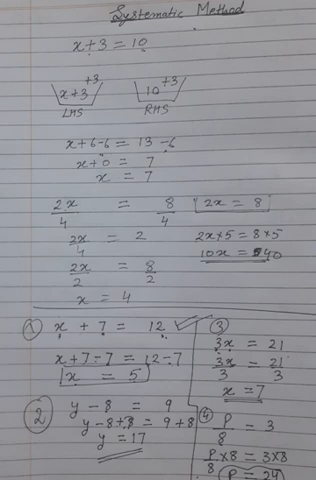 Systematic Method
x + 3 = 10
x+3 +3
10 +3
LHS
RHS
x + 6 - 6 = 13 - 6
x + 0 = 7
x = 7
2x/4 = 8/4
2x = 8
2x/4 = 2
2x × 5 = 8 × 5
10x = 40
2x/2 = 8/2
x = 4
① x + 7 = 12 ✓
x + 7 - 7 = 12 - 7
x = 5
② y - 8 = 9
y - 8 + 8 = 9 + 8
y = 17
③
3x = 21
3x/3 = 21/3
x = 7
④ P/8 = 3
P/8 × 8 = 3 × 8
P = 24